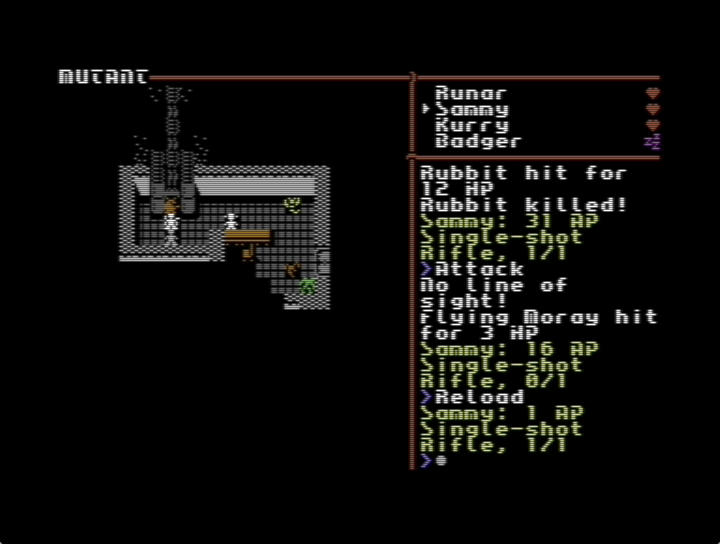 MUTANT
Runar
Sammy
Kurry
Badger
zz
Rubbit hit for
12 HP
Rubbit killed!
Sammy: 31 AP
Single-shot
Rifle, 1/1
>Attack
No line of
sight!
Flying Moray hit
for 3 HP
Sammy: 16 AP
Single-shot
Rifle, 0/1
>Reload
Sammy: 1 AP
Single-shot
Rifle, 1/1
>